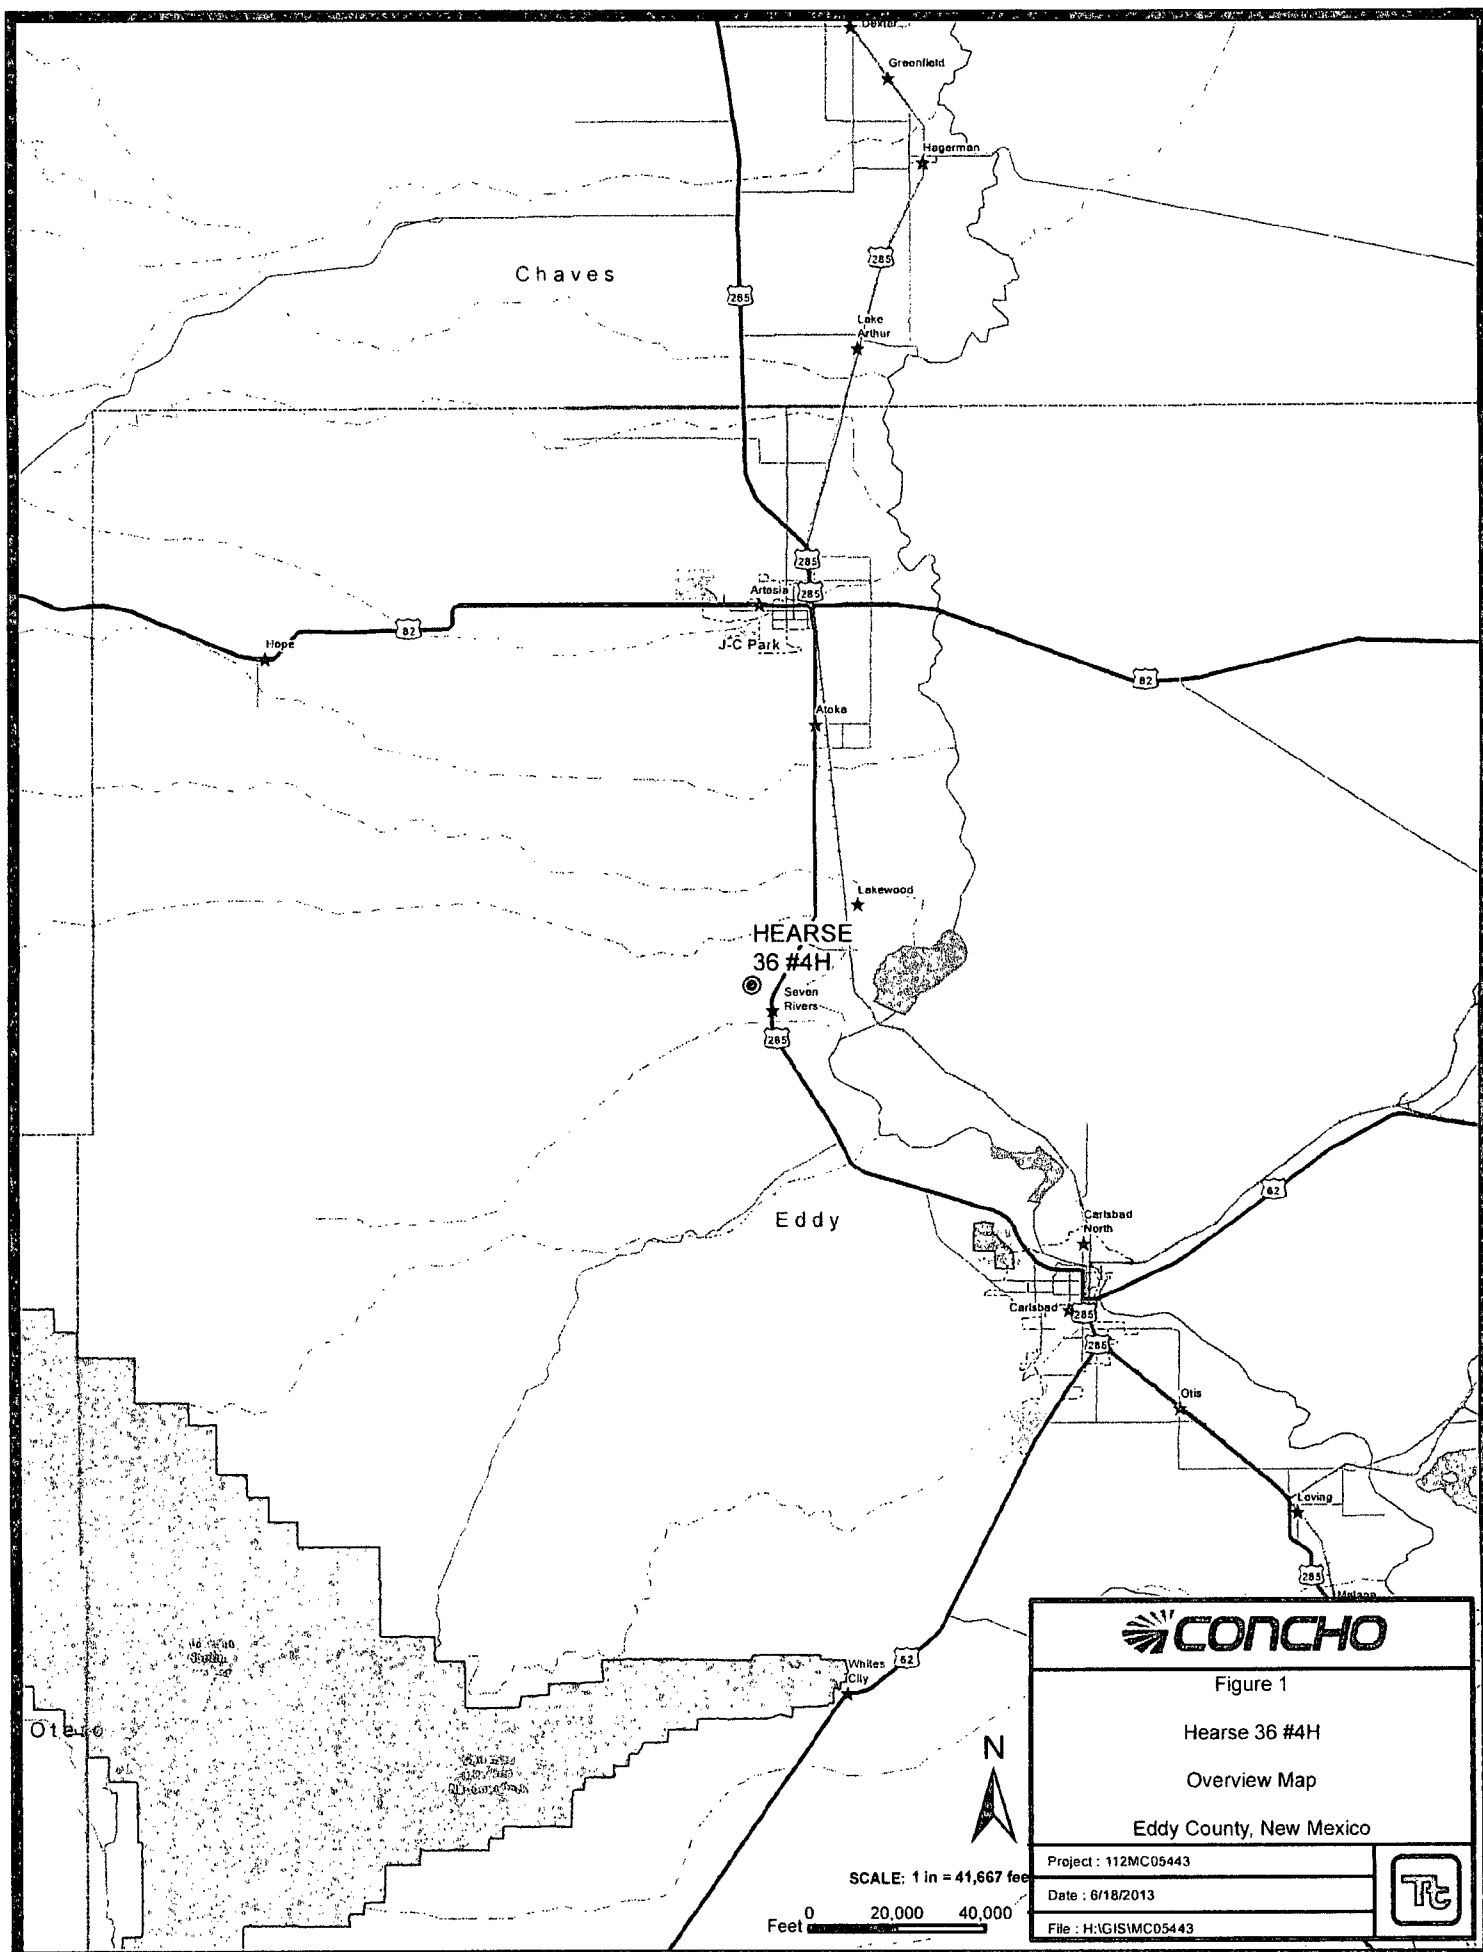 Dexter
Greenfield
Hagerman
285
Chaves
285
Lake
Arthur
285
285
Artesia
82
Hope
J-C Park
82
Atoka
Lakewood
HEARSE
36 #4H
Seven
Rivers
285
62
Carlsbad
North
Eddy
Carlsbad
285
285
Otis
Loving
285
Whites
City
62
Otero
CONCHO
Figure 1
Hearse 36 #4H
Overview Map
Eddy County, New Mexico
N
SCALE: 1 in = 41,667 fee
Feet
0 20,000 40,000
Project : 112MC05443
Date : 6/18/2013
File : H:\GIS\MC05443